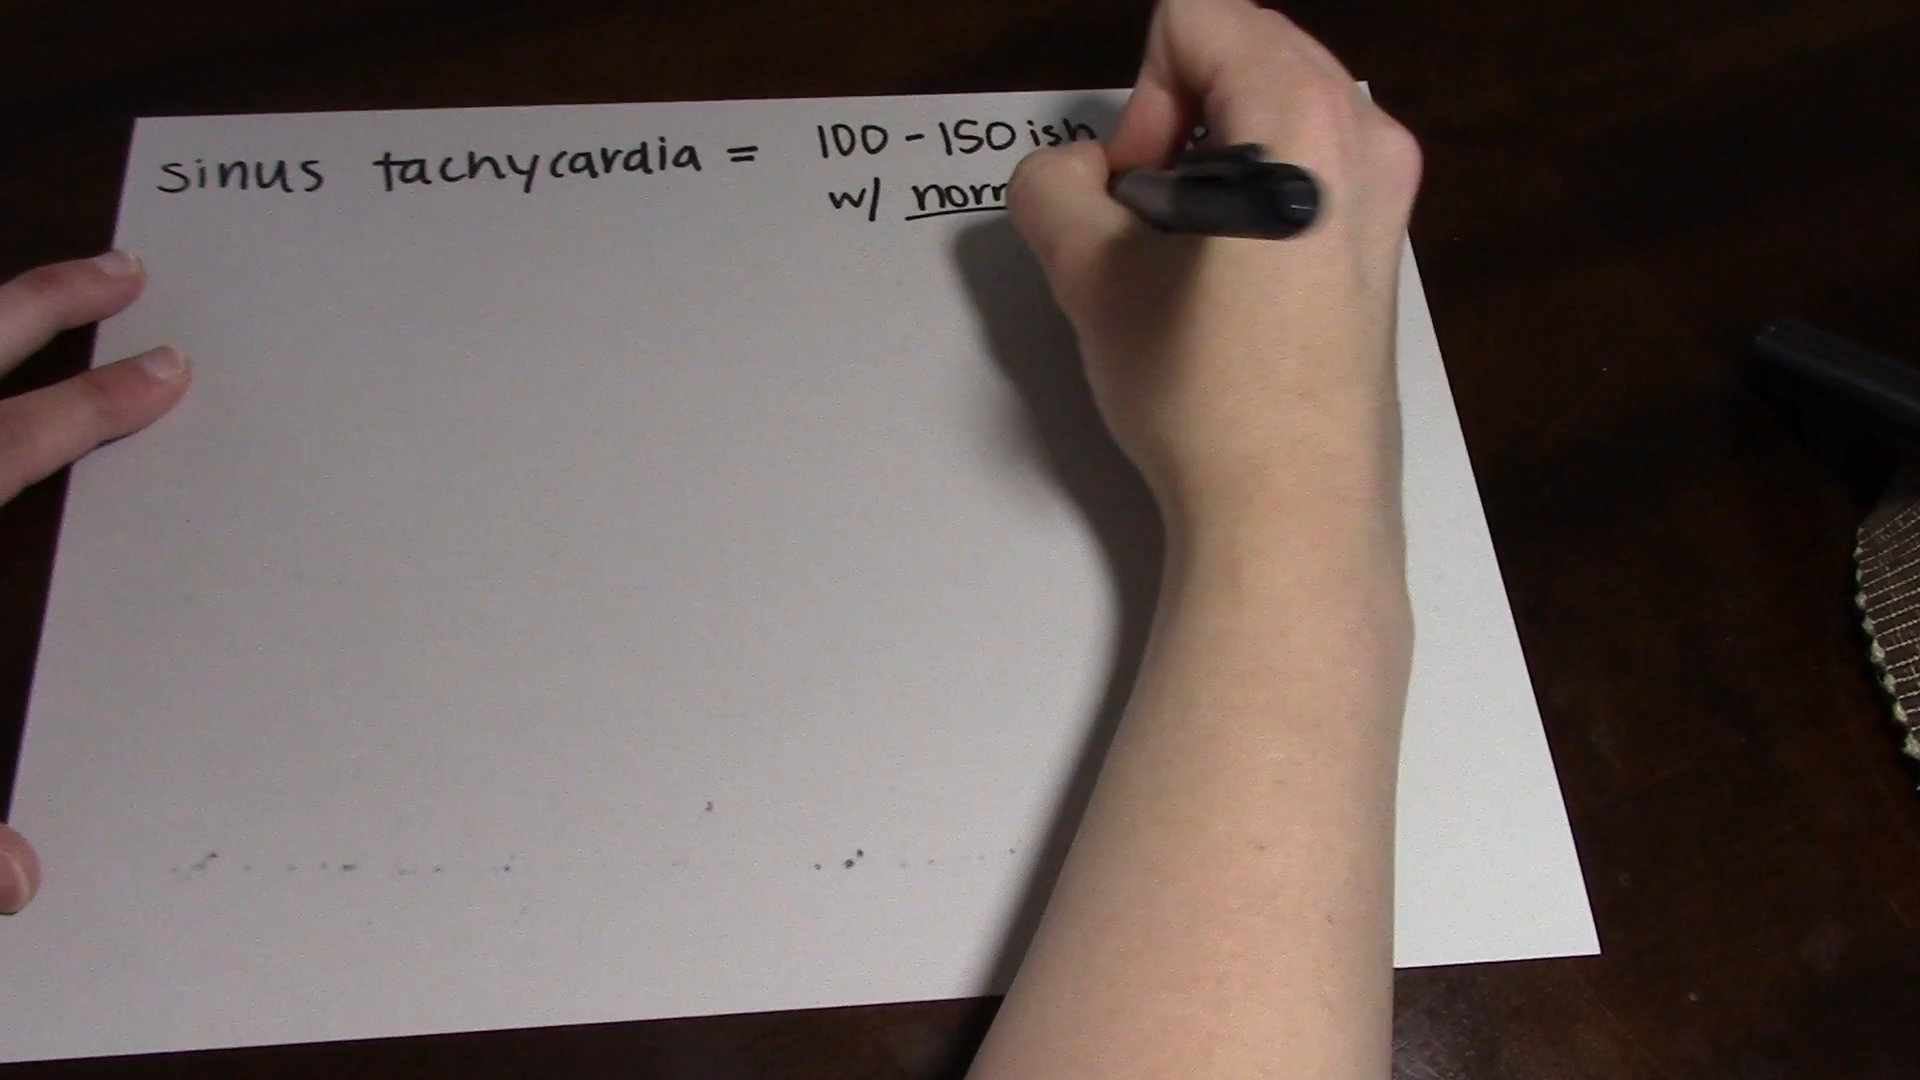 sinus tachycardia = 100 - 150 ish
w/